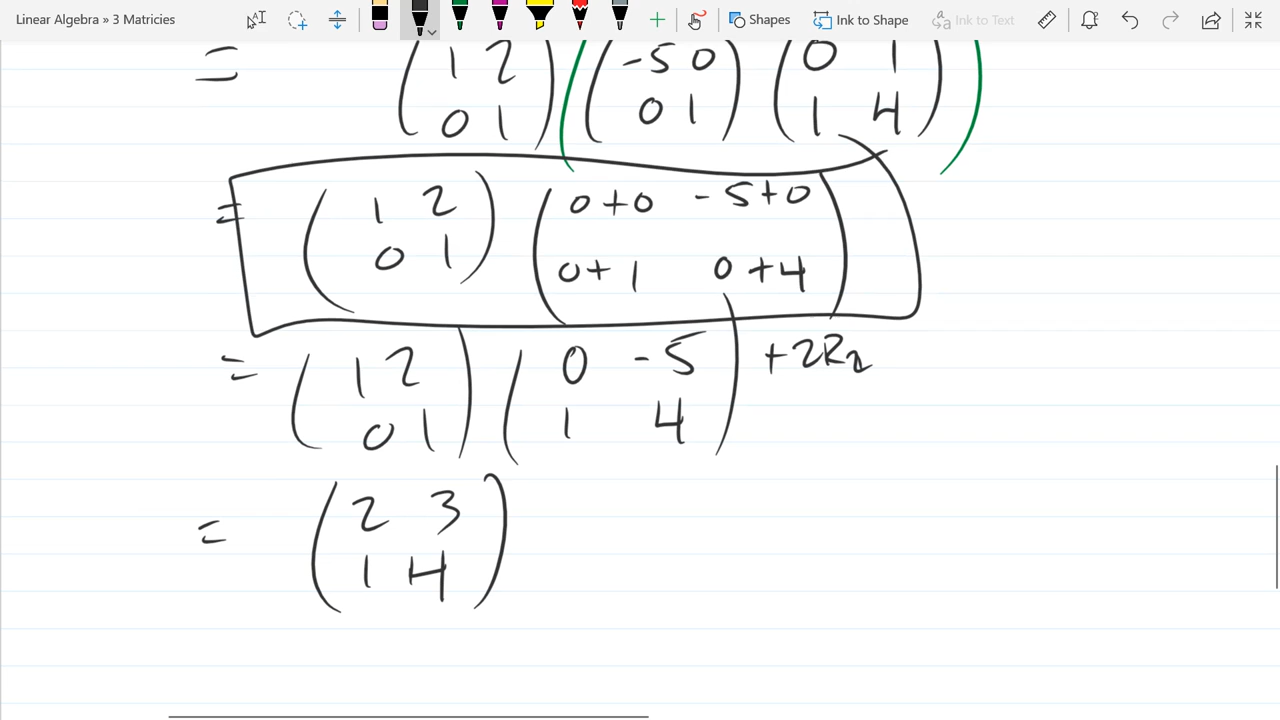 Linear Algebra » 3 Matricies
Shapes
Ink to Shape
Ink to Text
= ( 1 2 ) ( ( -5 0 ) ( 0 1 ) )
( 0 1 ) ( 0 1 ) ( 1 4 )
= ( 1 2 ) ( 0+0 -5+0 )
( 0 1 ) ( 0+1 0+4 )
= ( 1 2 ) ( 0 -5 ) +2R2
( 0 1 ) ( 1 4 )
= ( 2 3 )
( 1 4 )